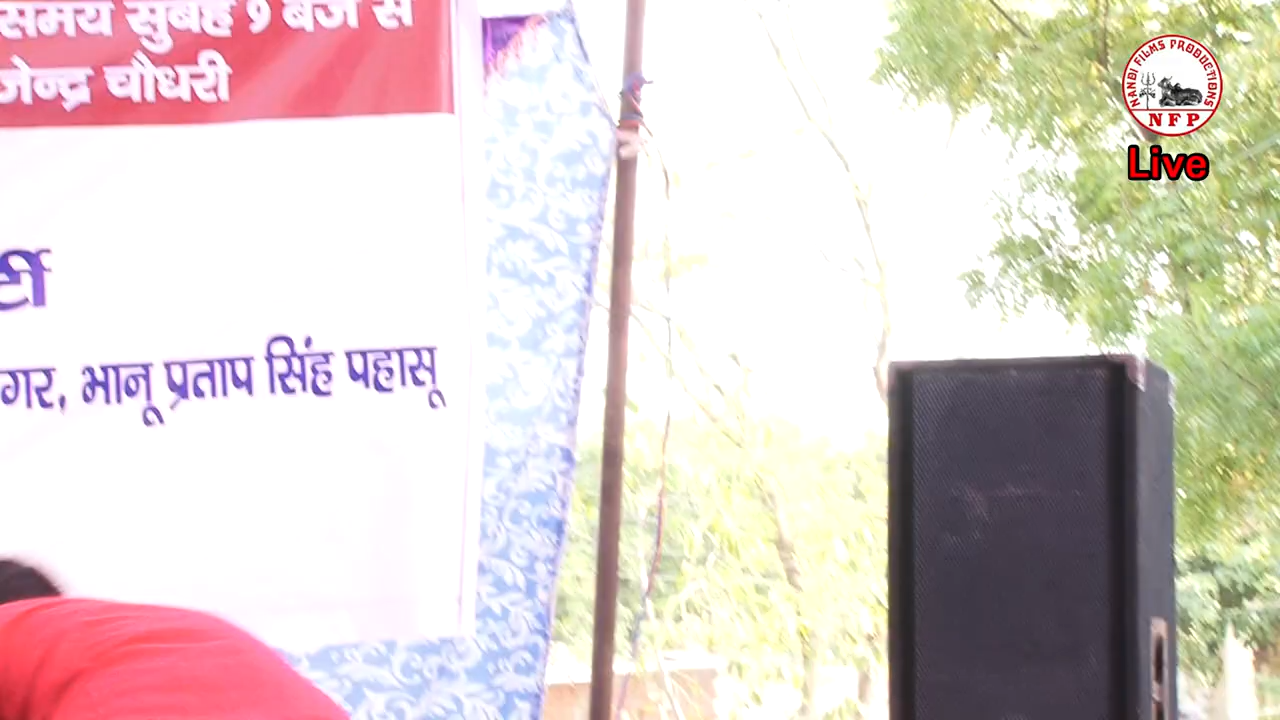 समय सुबह 9 बजे से
जेन्द्र चौधरी
र्टी
गर, भानू प्रताप सिंह पहासू
NANDI FILMS PRODUCTIONS
NFP
Live